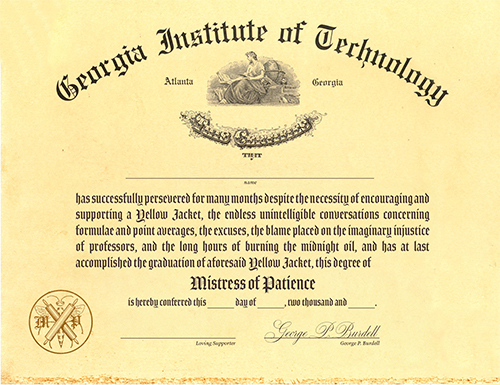 Georgia Institute of Technology
Atlanta Georgia
THAT
name
has successfully persevered for many months despite the necessity of encouraging and
supporting a Yellow Jacket, the endless unintelligible conversations concerning
formulae and point averages, the excuses, the blame placed on the imaginary injustice
of professors, and the long hours of burning the midnight oil, and has at last
accomplished the graduation of aforesaid Yellow Jacket, this degree of
Mistress of Patience
is hereby conferred this day of , two thousand and .
M P
George P. Burdell
Loving Supporter George P. Burdell